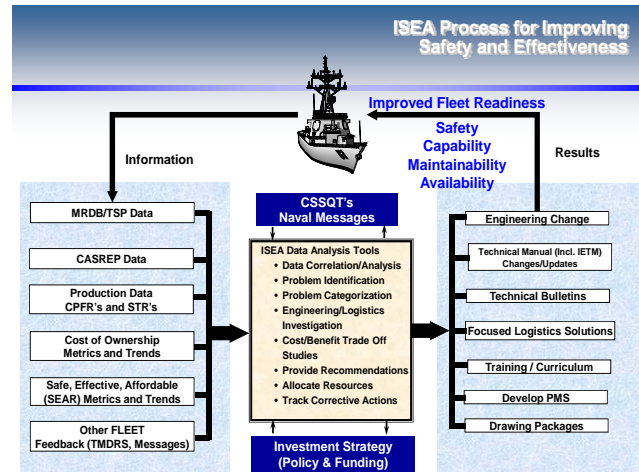 ISEA Process for Improving
Safety and Effectiveness
Improved Fleet Readiness
Safety
Capability
Maintainability
Availability
Information
Results
MRDB/TSP Data
CASREP Data
Production Data
CPFR's and STR's
Cost of Ownership
Metrics and Trends
Safe, Effective, Affordable
(SEAR) Metrics and Trends
Other FLEET
Feedback (TMDRS, Messages)
CSSQT's
Naval Messages
ISEA Data Analysis Tools
• Data Correlation/Analysis
• Problem Identification
• Problem Categorization
• Engineering/Logistics
Investigation
• Cost/Benefit Trade Off
Studies
• Provide Recommendations
• Allocate Resources
• Track Corrective Actions
Investment Strategy
(Policy & Funding)
Engineering Change
Technical Manual (Incl. IETM)
Changes/Updates
Technical Bulletins
Focused Logistics Solutions
Training / Curriculum
Develop PMS
Drawing Packages